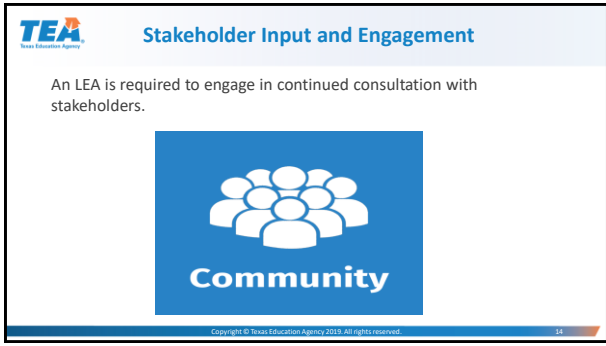 TEA
Texas Education Agency
Stakeholder Input and Engagement
An LEA is required to engage in continued consultation with
stakeholders.
Community
Copyright © Texas Education Agency 2019. All rights reserved.
14